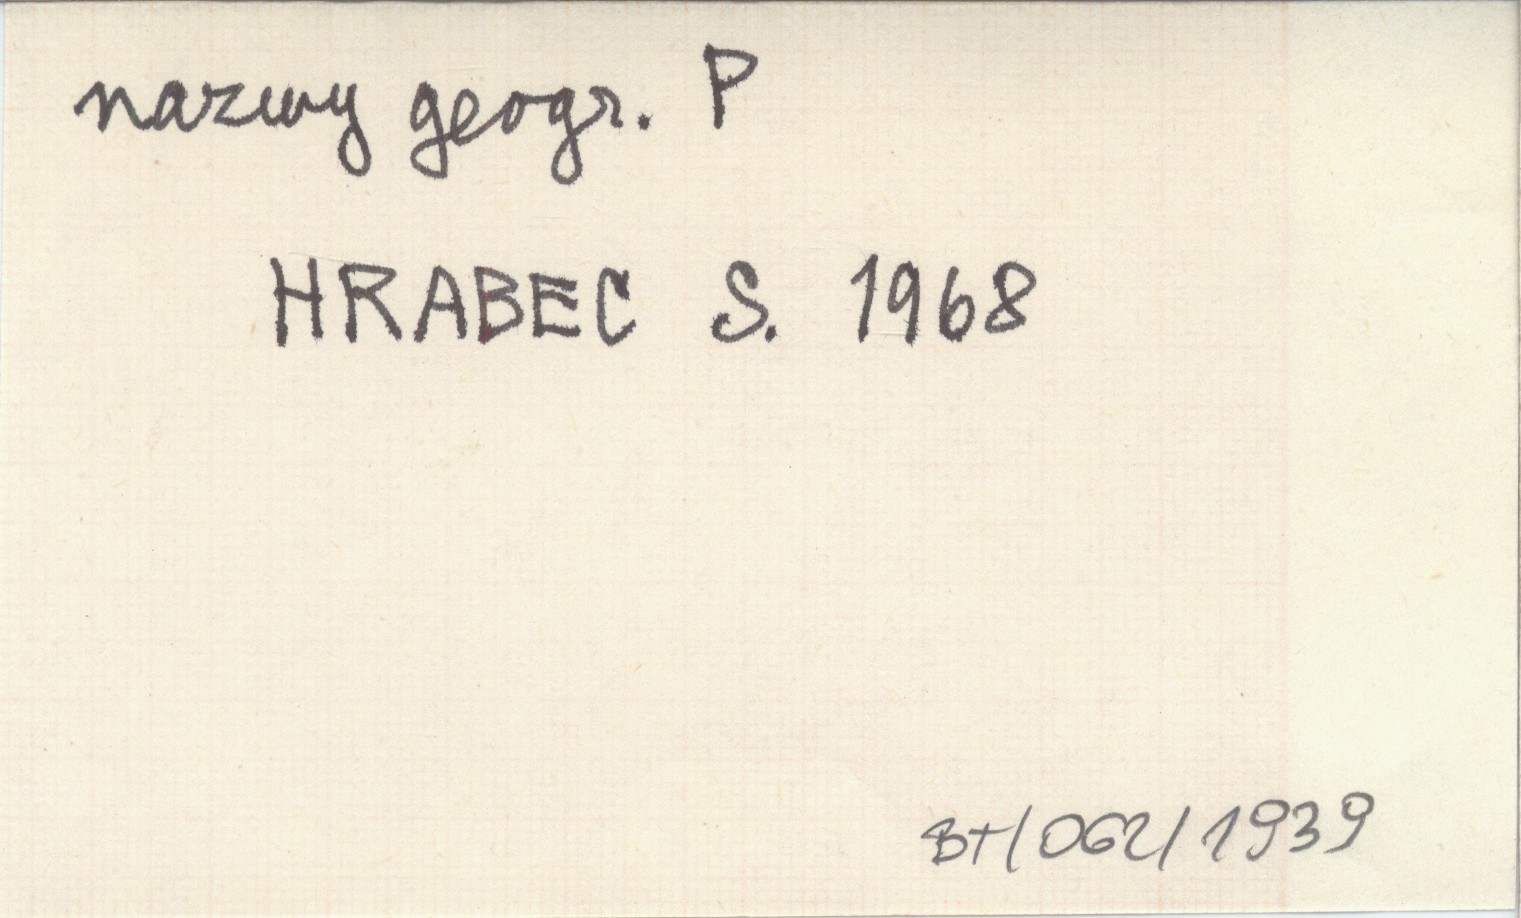 nazwy geogr. P
HRABEC S. 1968
BT/062/1939